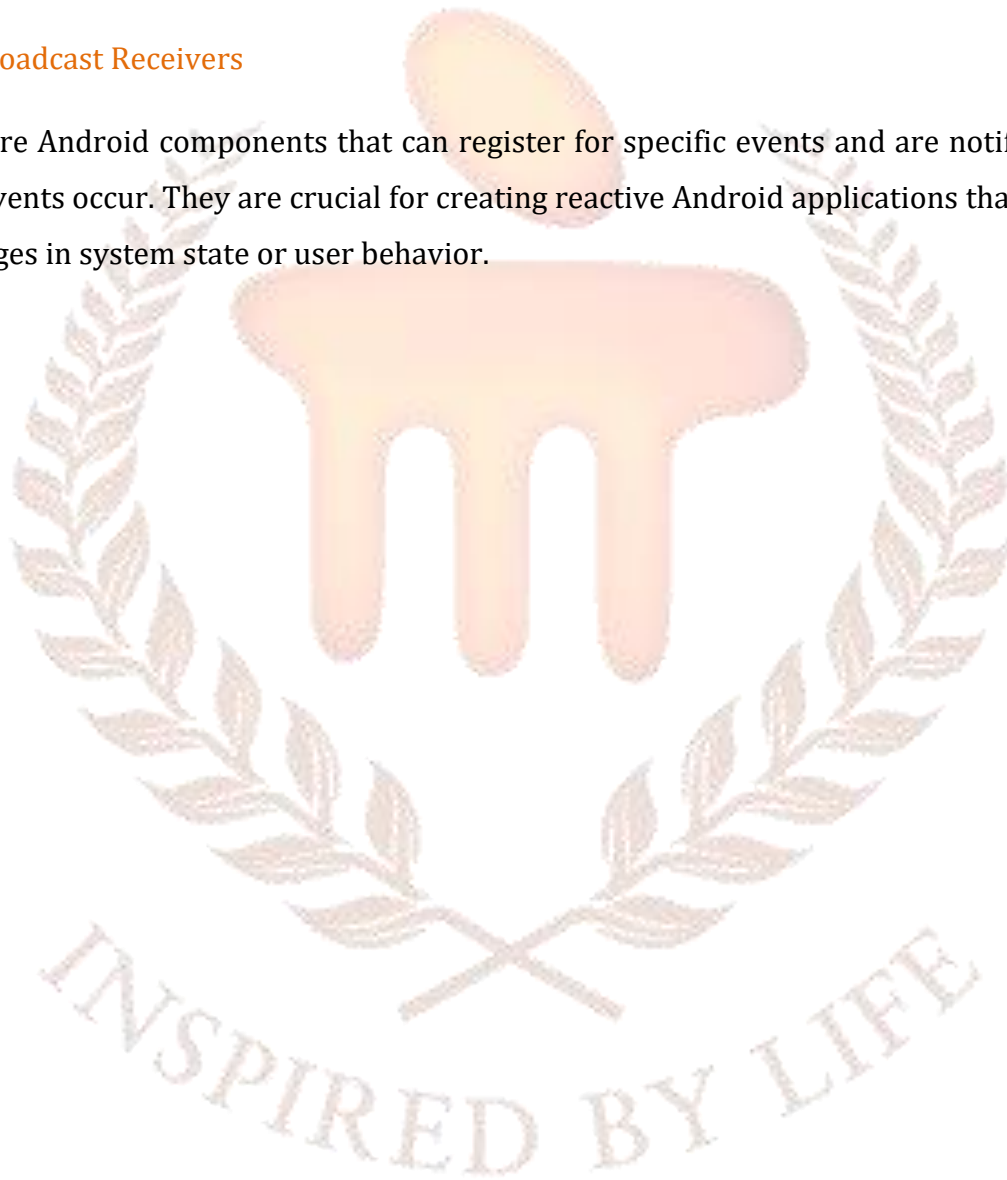 oadcast Receivers
re Android components that can register for specific events and are notif
vents occur. They are crucial for creating reactive Android applications tha
ges in system state or user behavior.
INSPIRED BY LIFE